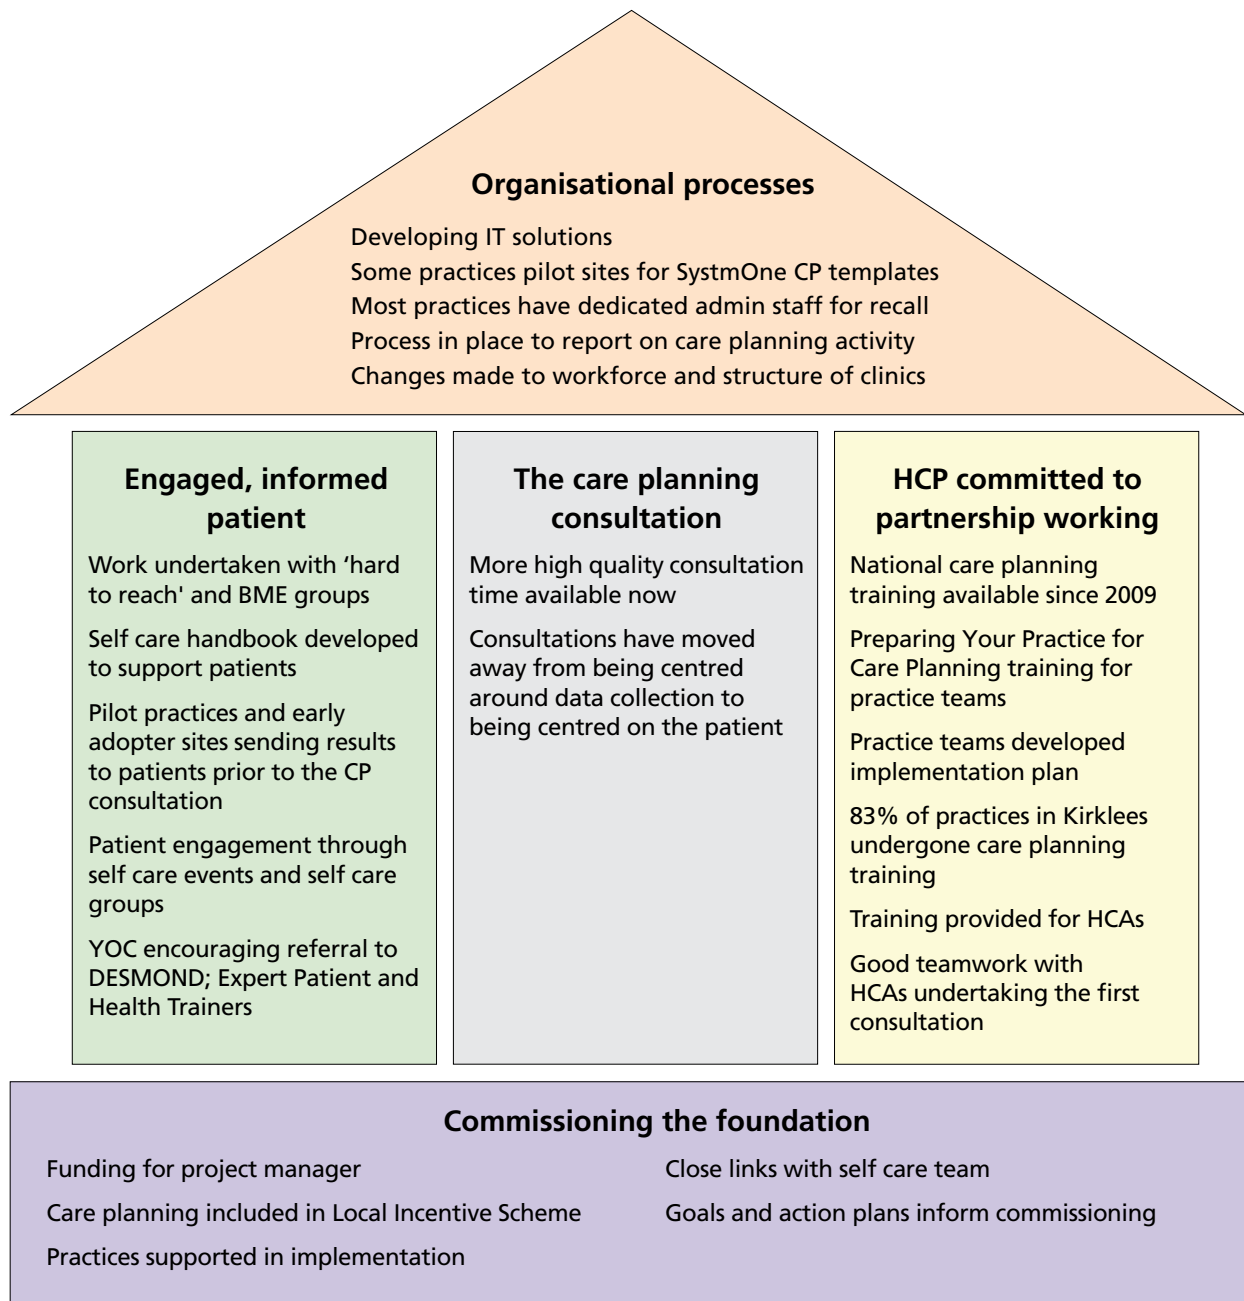 Organisational processes
Developing IT solutions
Some practices pilot sites for SystmOne CP templates
Most practices have dedicated admin staff for recall
Process in place to report on care planning activity
Changes made to workforce and structure of clinics
Engaged, informed
patient
Work undertaken with ‘hard
to reach' and BME groups
Self care handbook developed
to support patients
Pilot practices and early
adopter sites sending results
to patients prior to the CP
consultation
Patient engagement through
self care events and self care
groups
YOC encouraging referral to
DESMOND; Expert Patient and
Health Trainers
The care planning
consultation
More high quality consultation
time available now
Consultations have moved
away from being centred
around data collection to
being centred on the patient
HCP committed to
partnership working
National care planning
training available since 2009
Preparing Your Practice for
Care Planning training for
practice teams
Practice teams developed
implementation plan
83% of practices in Kirklees
undergone care planning
training
Training provided for HCAs
Good teamwork with
HCAs undertaking the first
consultation
Commissioning the foundation
Funding for project manager
Care planning included in Local Incentive Scheme
Practices supported in implementation
Close links with self care team
Goals and action plans inform commissioning